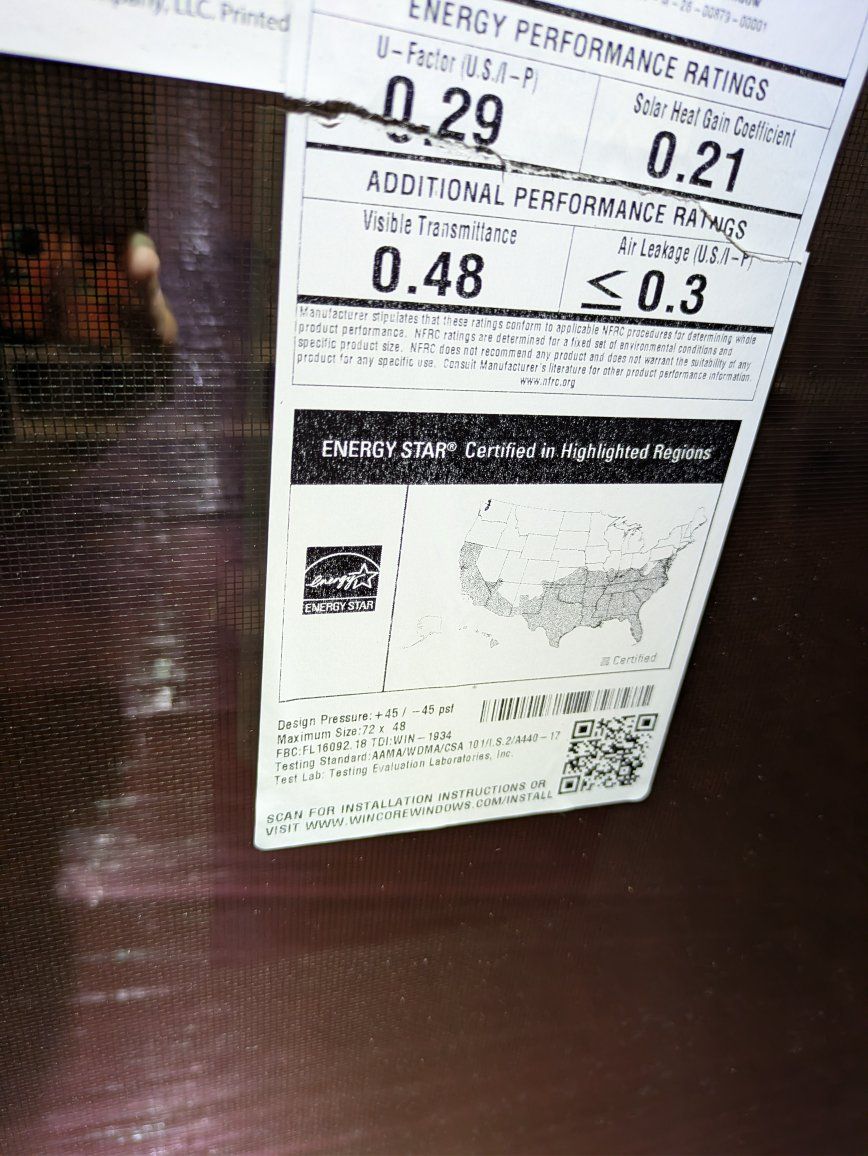 LLC. Printed
ENERGY PERFORMANCE RATINGS
U-Factor (U.S./I-P)
0.29
Solar Heat Gain Coefficient
0.21
ADDITIONAL PERFORMANCE RATINGS
Visible Transmittance
0.48
Air Leakage (U.S./I-P)
≤ 0.3
Manufacturer stipulates that these ratings conform to applicable NFRC procedures for determining whole
product performance. NFRC ratings are determined for a fixed set of environmental conditions and
specific product size. NFRC does not recommend any product and does not warrant the suitability of any
product for any specific use. Consult Manufacturer's literature for other product performance information.
www.nfrc.org
ENERGY STAR® Certified in Highlighted Regions
energy
ENERGY STAR
Certified
Design Pressure: +45 / -45 psf
Maximum Size: 72 x 48
FBC:FL16092.18 TDI:WIN-1934
Testing Standard:AAMA/WDMA/CSA 101/I.S.2/A440-17
Test Lab: Testing Evaluation Laboratories, Inc.
SCAN FOR INSTALLATION INSTRUCTIONS OR
VISIT WWW.WINCOREWINDOWS.COM/INSTALL